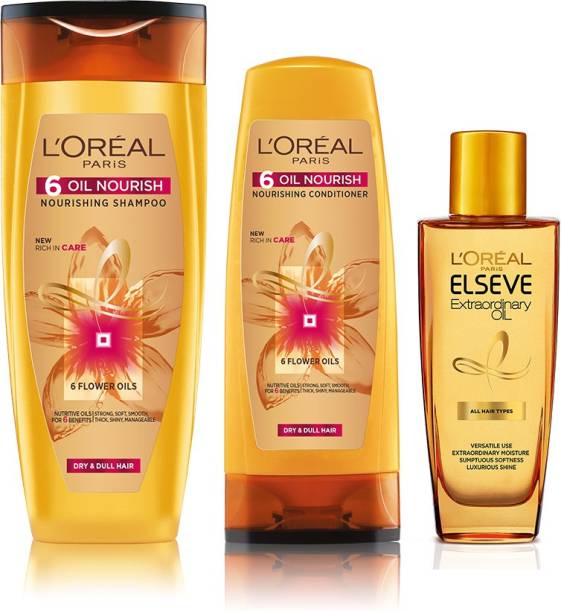 L'ORÉAL
PARIS
6 OIL NOURISH
NOURISHING SHAMPOO
NEW
RICH IN CARE
6 FLOWER OILS
NUTRITIVE OILS STRONG, SOFT, SMOOTH
FOR 6 BENEFITS THICK, SHINY, MANAGEABLE
DRY & DULL HAIR
L'ORÉAL
PARIS
6 OIL NOURISH
NOURISHING CONDITIONER
NEW
RICH IN CARE
6 FLOWER OILS
NUTRITIVE OILS STRONG, SOFT, SMOOTH
FOR 6 BENEFITS THICK, SHINY, MANAGEABLE
DRY & DULL HAIR
L'ORÉAL
PARIS
ELSEVE
Extraordinary
OIL
ALL HAIR TYPES
VERSATILE USE
EXTRAORDINARY MOISTURE
SUMPTUOUS SOFTNESS
LUXURIOUS SHINE